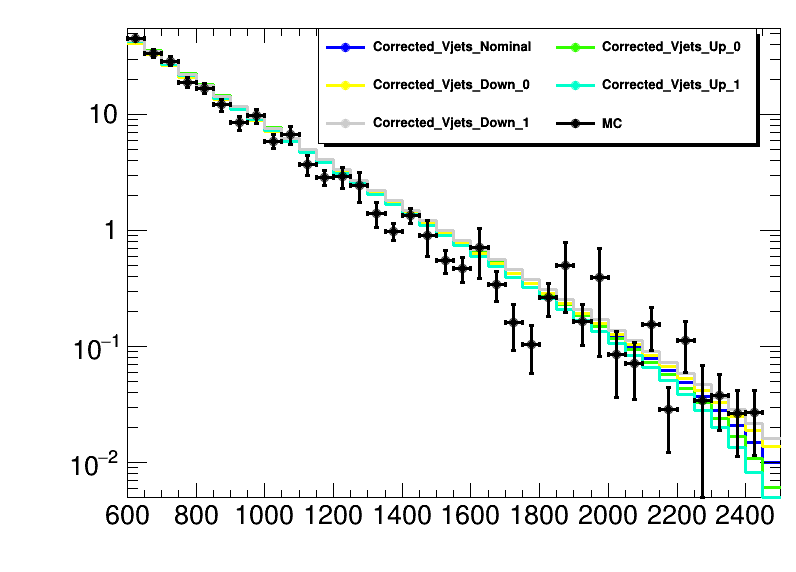 Corrected_Vjets_Nominal Corrected_Vjets_Up_0
Corrected_Vjets_Down_0 Corrected_Vjets_Up_1
Corrected_Vjets_Down_1 MC
10
1
10⁻¹
10⁻²
600 800 1000 1200 1400 1600 1800 2000 2200 2400